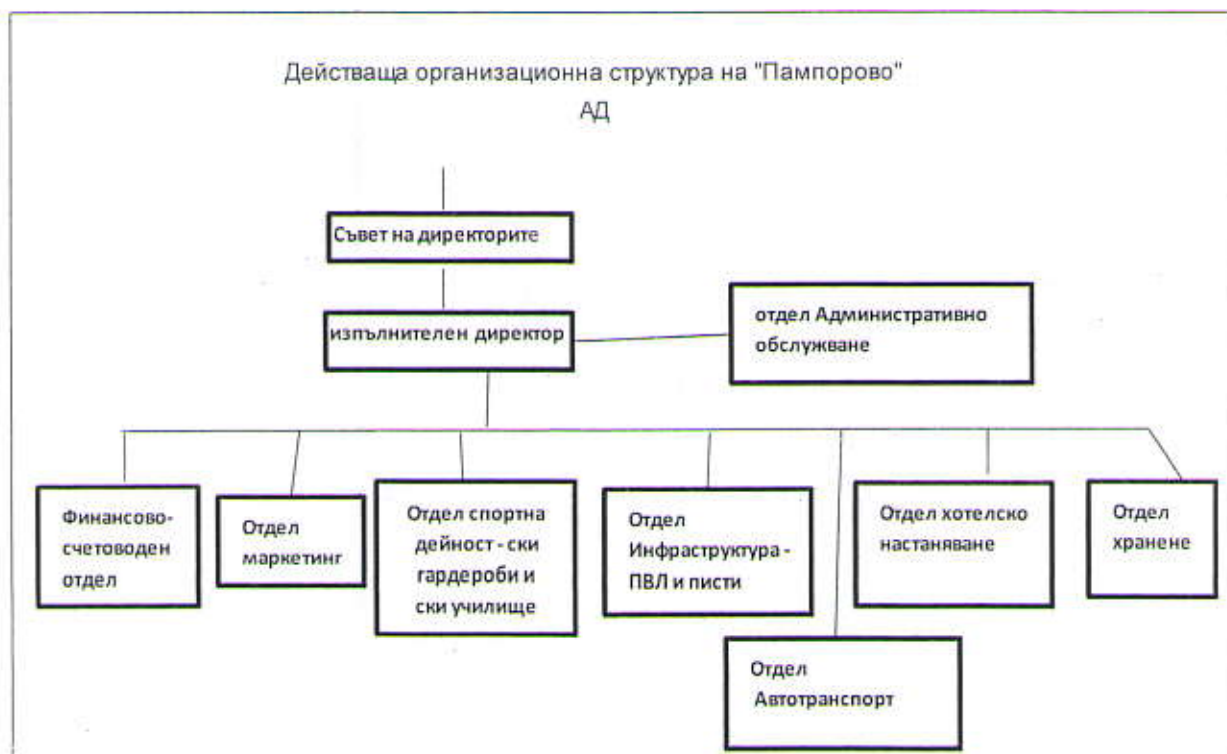 Действаща организационна структура на "Пампорово"
АД
Съвет на директорите
изпълнителен директор
отдел Административно
обслужване
Финансово-
счетоводен
отдел
Отдел
маркетинг
Отдел спортна
дейност - ски
гардероби и
ски училище
Отдел
Инфраструктура -
ПВЛ и писти
Отдел хотелско
настаняване
Отдел
хранене
Отдел
Автотранспорт